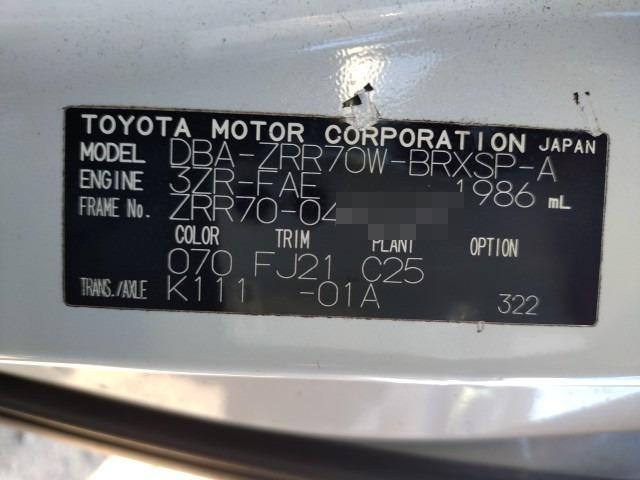 TOYOTA MOTOR CORPORATION JAPAN
MODEL DBA-ZRR70W-BRXSP-A
ENGINE 3ZR-FAE 1986 mL
FRAME No. ZRR70-04
COLOR TRIM PLANT OPTION
070 FJ21 C25
TRANS./AXLE K111 -01A 322